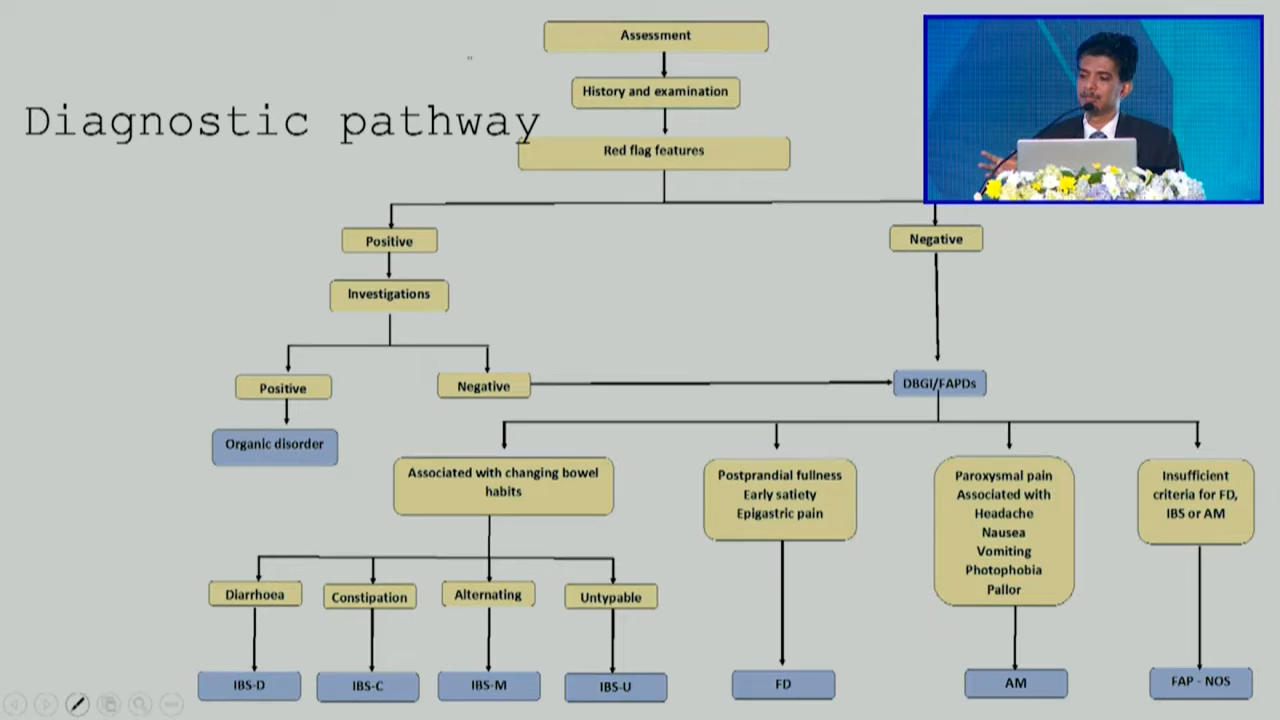 Assessment
History and examination
Diagnostic pathway
Red flag features
Positive
Negative
Investigations
Positive
Negative
DBGI/FAPDs
Organic disorder
Associated with changing bowel
habits
Postprandial fullness
Early satiety
Epigastric pain
Paroxysmal pain
Associated with
Headache
Nausea
Vomiting
Photophobia
Pallor
Insufficient
criteria for FD,
IBS or AM
Diarrhoea
Constipation
Alternating
Untypable
IBS-D
IBS-C
IBS-M
IBS-U
FD
AM
FAP - NOS